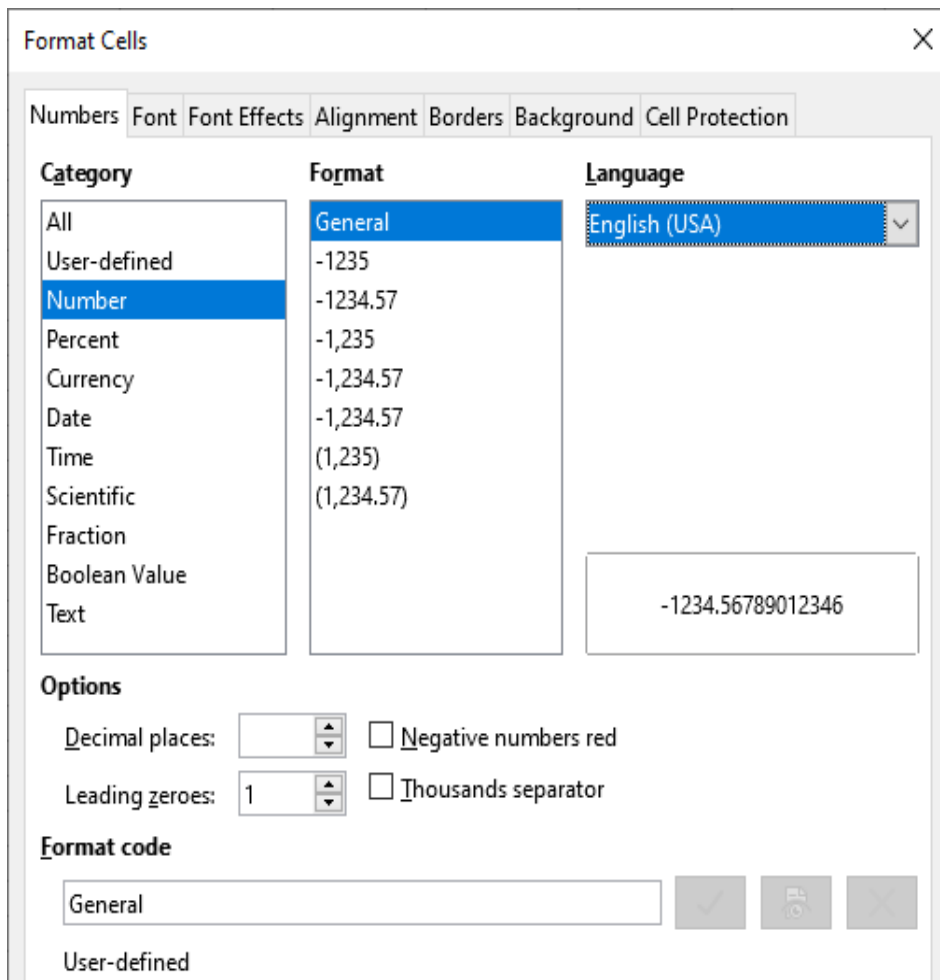 Format Cells
Numbers Font Font Effects Alignment Borders Background Cell Protection
Category
All
User-defined
Number
Percent
Currency
Date
Time
Scientific
Fraction
Boolean Value
Text
Format
General
-1235
-1234.57
-1,235
-1,234.57
-1,234.57
(1,235)
(1,234.57)
Language
English (USA)
-1234.56789012346
Options
Decimal places:
Negative numbers red
Leading zeroes: 1
Thousands separator
Format code
General
User-defined